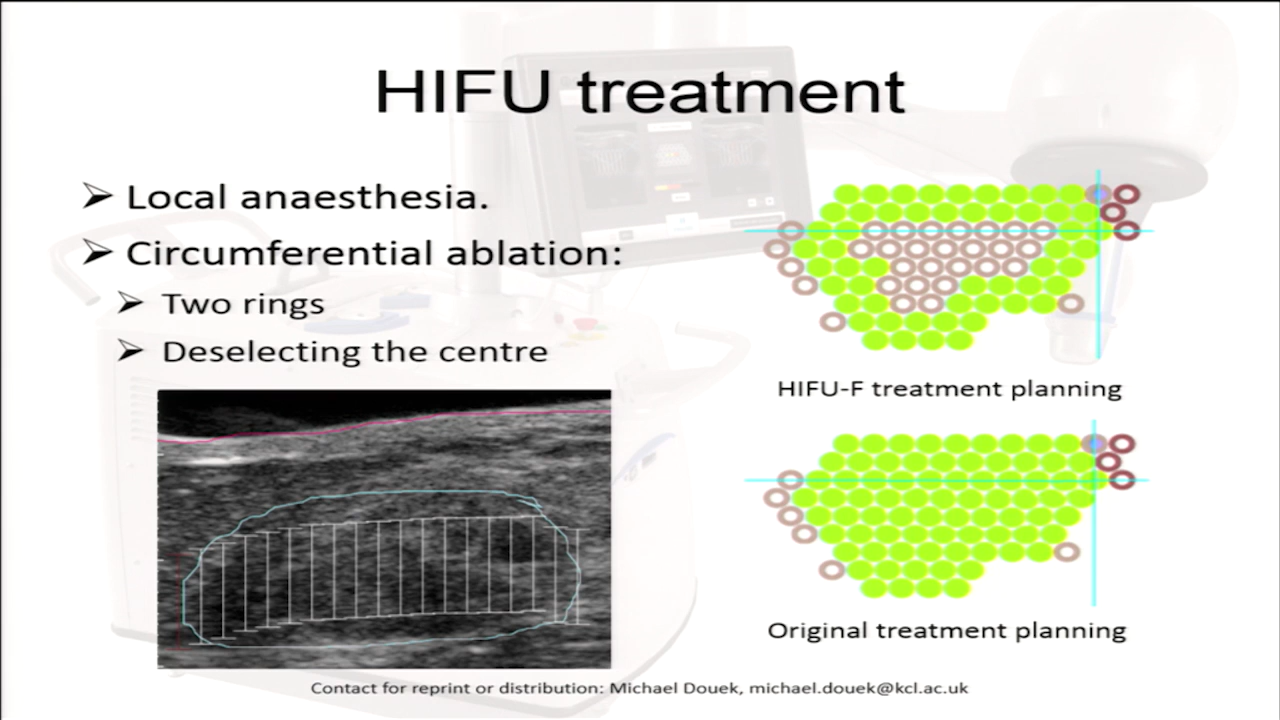 HIFU treatment
Local anaesthesia.
Circumferential ablation:
Two rings
Deselecting the centre
HIFU-F treatment planning
Original treatment planning
Contact for reprint or distribution: Michael Douek, michael.douek@kcl.ac.uk